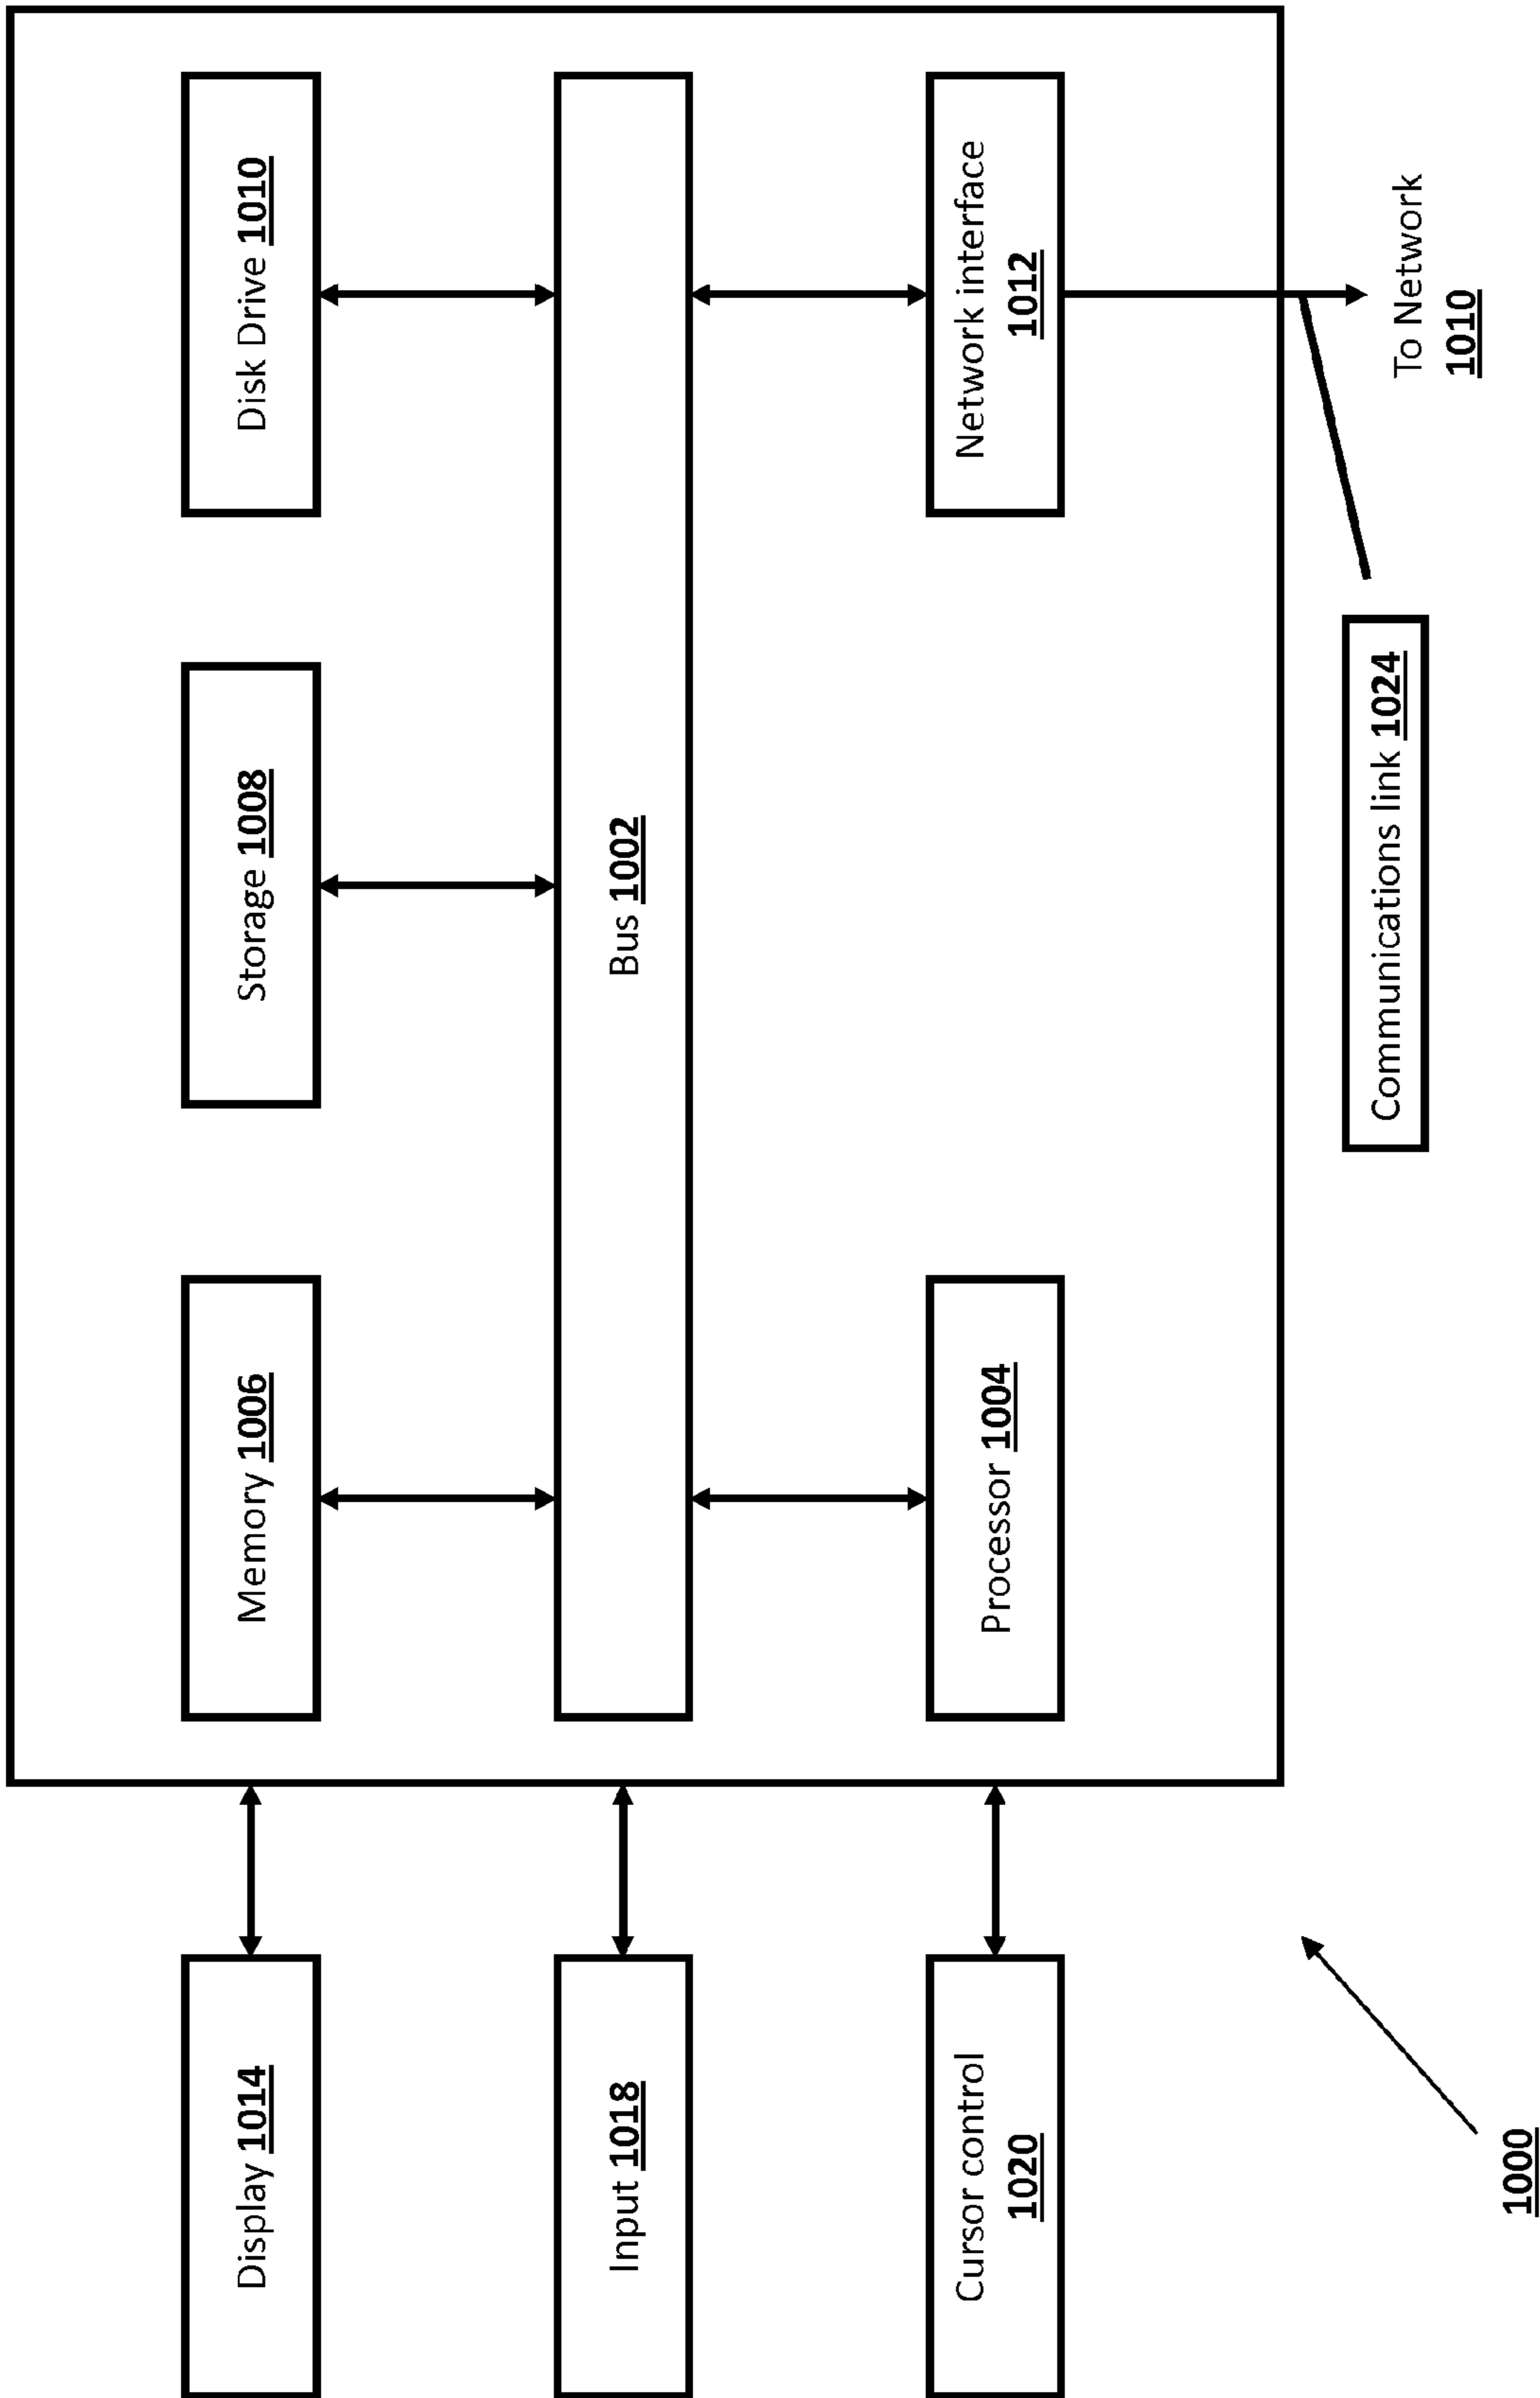 Display 1014
Memory 1006
Storage 1008
Disk Drive 1010
Input 1018
Bus 1002
Cursor control
1020
Processor 1004
Network interface
1012
Communications link 1024
To Network
1010
1000